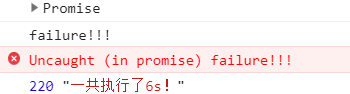 Promise
failure!!!
Uncaught (in promise) failure!!!
220 "一共执行了6s! "